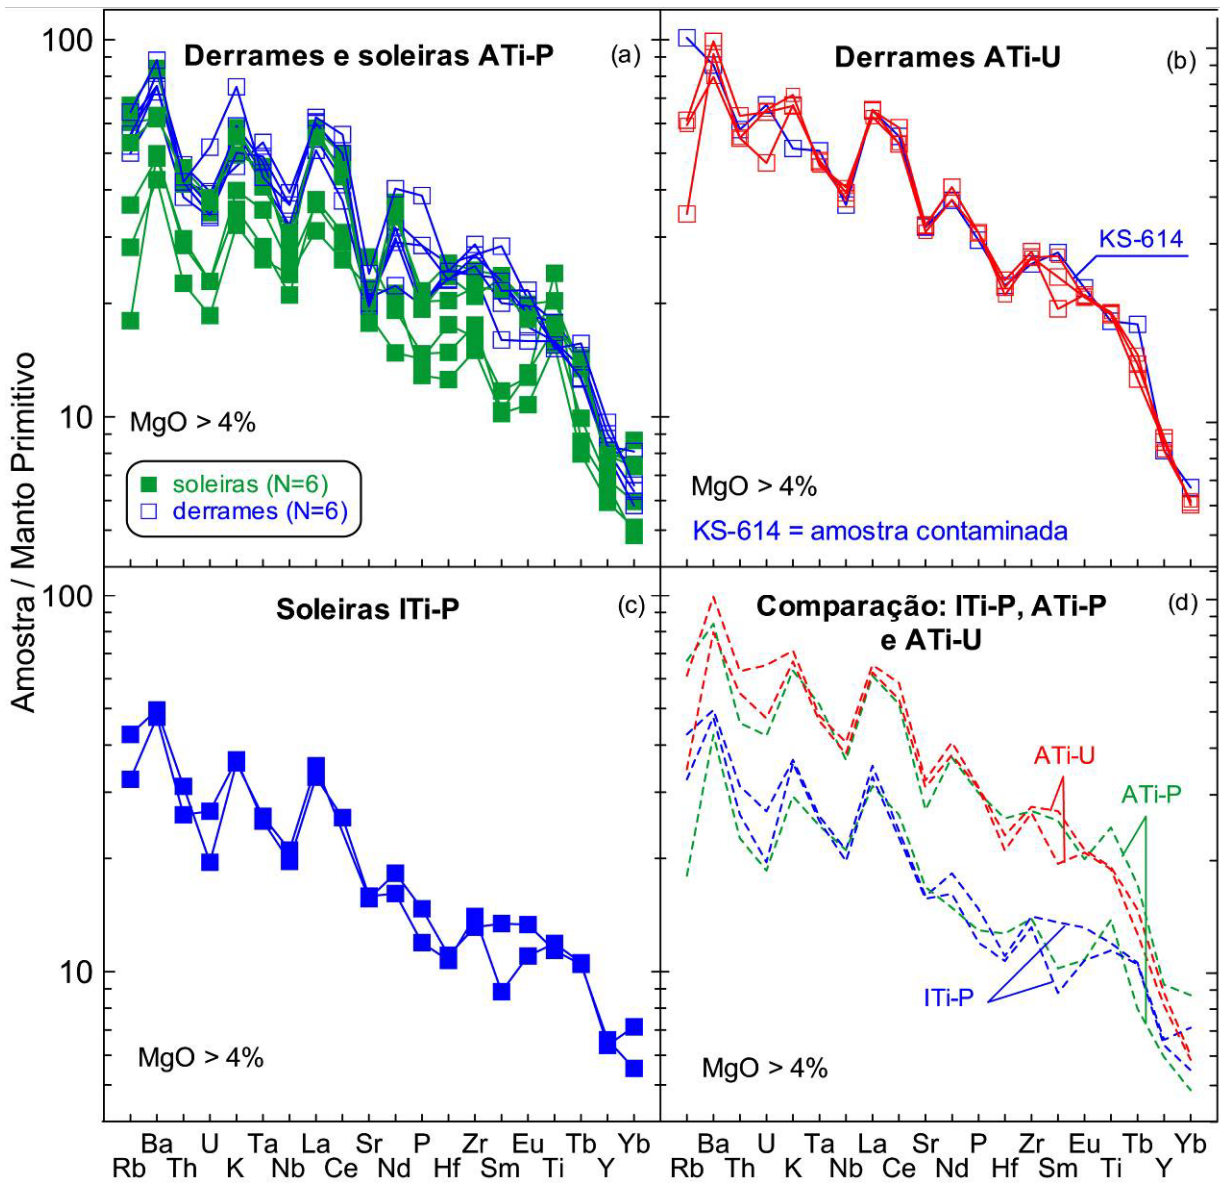 Amostra / Manto Primitivo
100
10
Derrames e soleiras ATi-P
(a)
MgO > 4%
soleiras (N=6)
derrames (N=6)
Derrames ATi-U
(b)
KS-614
MgO > 4%
KS-614 = amostra contaminada
100
10
Soleiras ITi-P
(c)
MgO > 4%
Comparação: ITi-P, ATi-P
e ATi-U
(d)
ATi-U
ATi-P
ITi-P
MgO > 4%
Ba U Ta La Sr P Zr Eu Tb Yb
Rb Th K Nb Ce Nd Hf Sm Ti Y
Ba U Ta La Sr P Zr Eu Tb Yb
Rb Th K Nb Ce Nd Hf Sm Ti Y